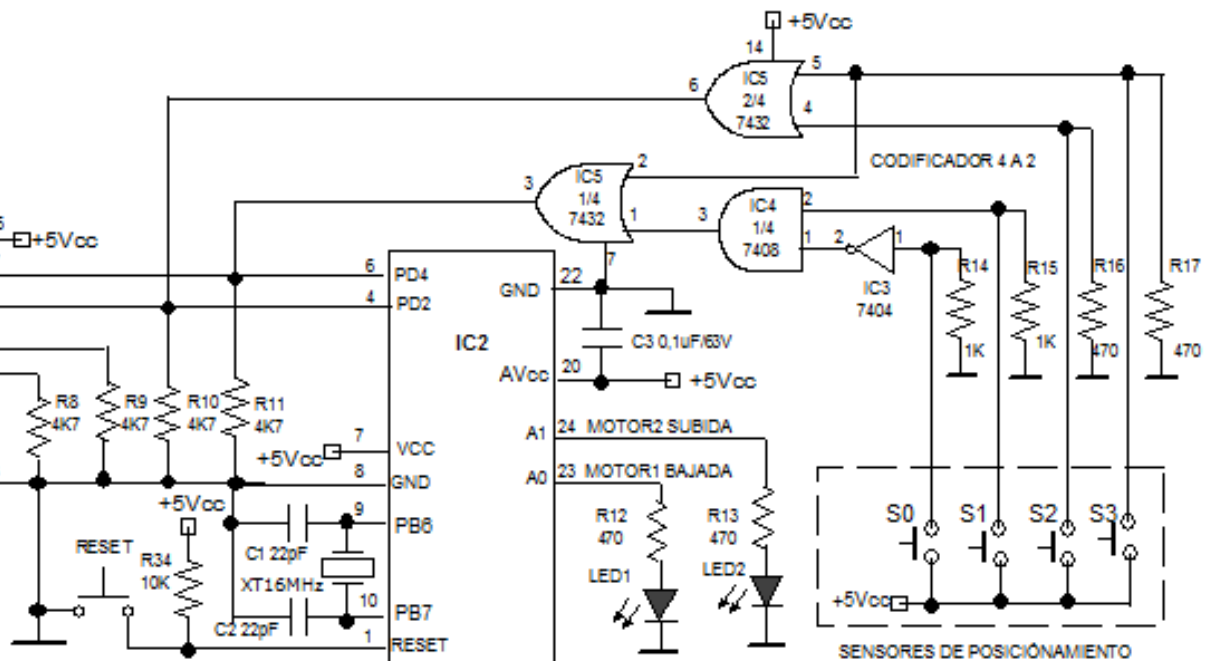 +5Vcc
14
6
IC5
2/4
7432
5
4
CODIFICADOR 4 A 2
3
IC5
1/4
7432
2
1
7
3
IC4
1/4
7408
2
1
2
1
IC3
7404
R14
1K
R15
1K
R16
470
R17
470
+5Vcc
6
PD4
4
PD2
IC2
GND
22
C3 0,1uF/63V
AVcc
20
+5Vcc
R8
4K7
R9
4K7
R10
4K7
R11
4K7
+5Vcc
7
VCC
8
GND
A1
24 MOTOR2 SUBIDA
A0
23 MOTOR1 BAJADA
+5Vcc
9
PB6
C1 22pF
XT16MHz
10
PB7
C2 22pF
1
RESET
RESET
R34
10K
R12
470
R13
470
LED1
LED2
S0
S1
S2
S3
+5Vcc
SENSORES DE POSICIÓNAMIENTO